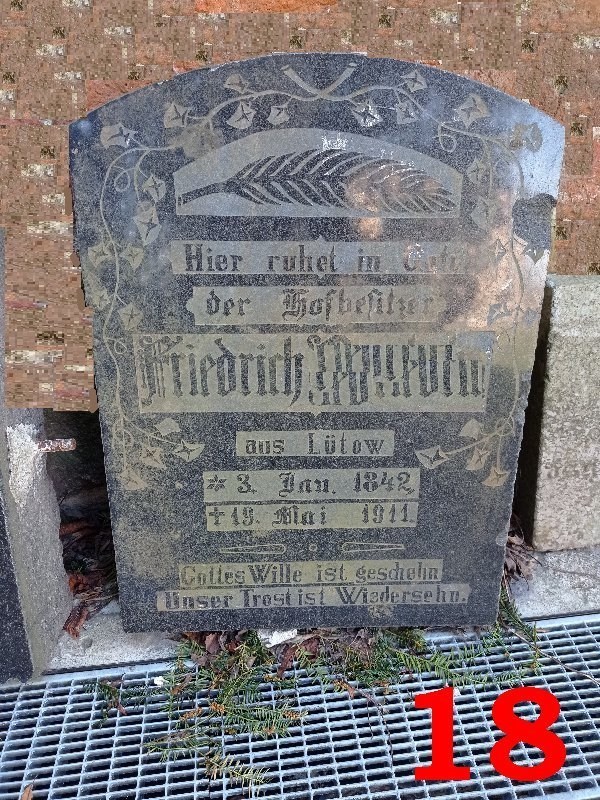 Hier ruhet in Gott
der Hofbesitzer
Friedrich
aus Lütow
* 3. Jan. 1842,
† 19. Mai 1911.
Gottes Wille ist geschehn
Unser Trost ist Wiedersehn.
18